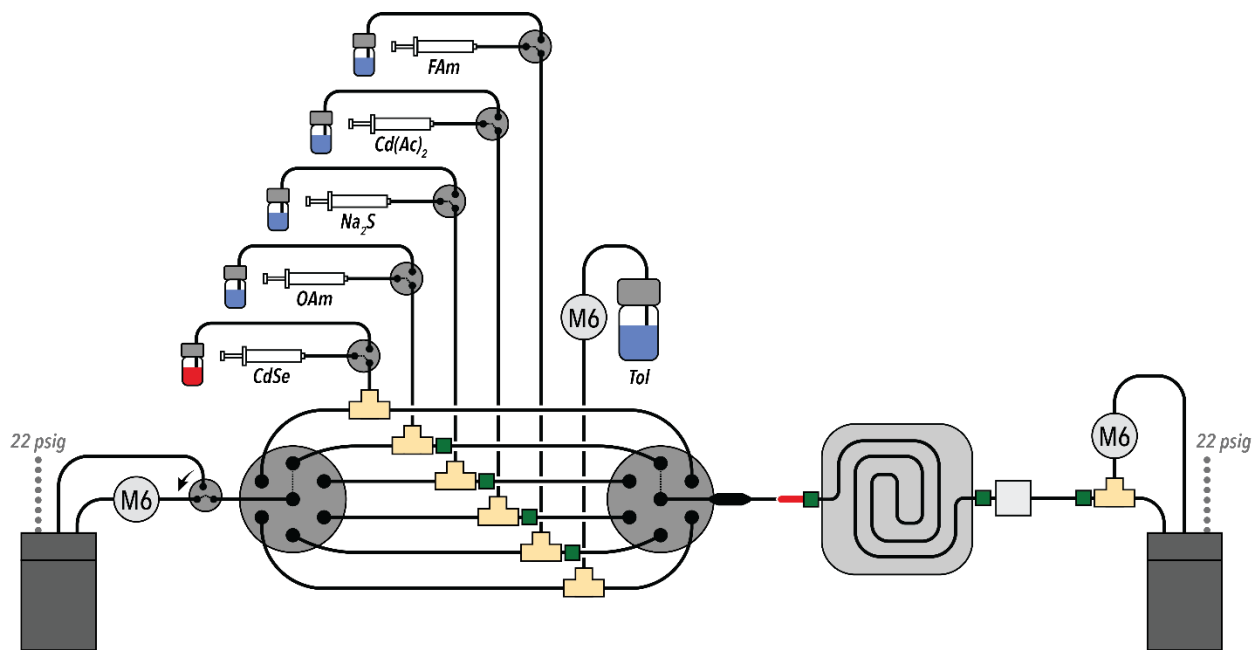 FAm
Cd(Ac)₂
Na₂S
OAm
M6
CdSe
Tol
22 psig
M6
M6
22 psig